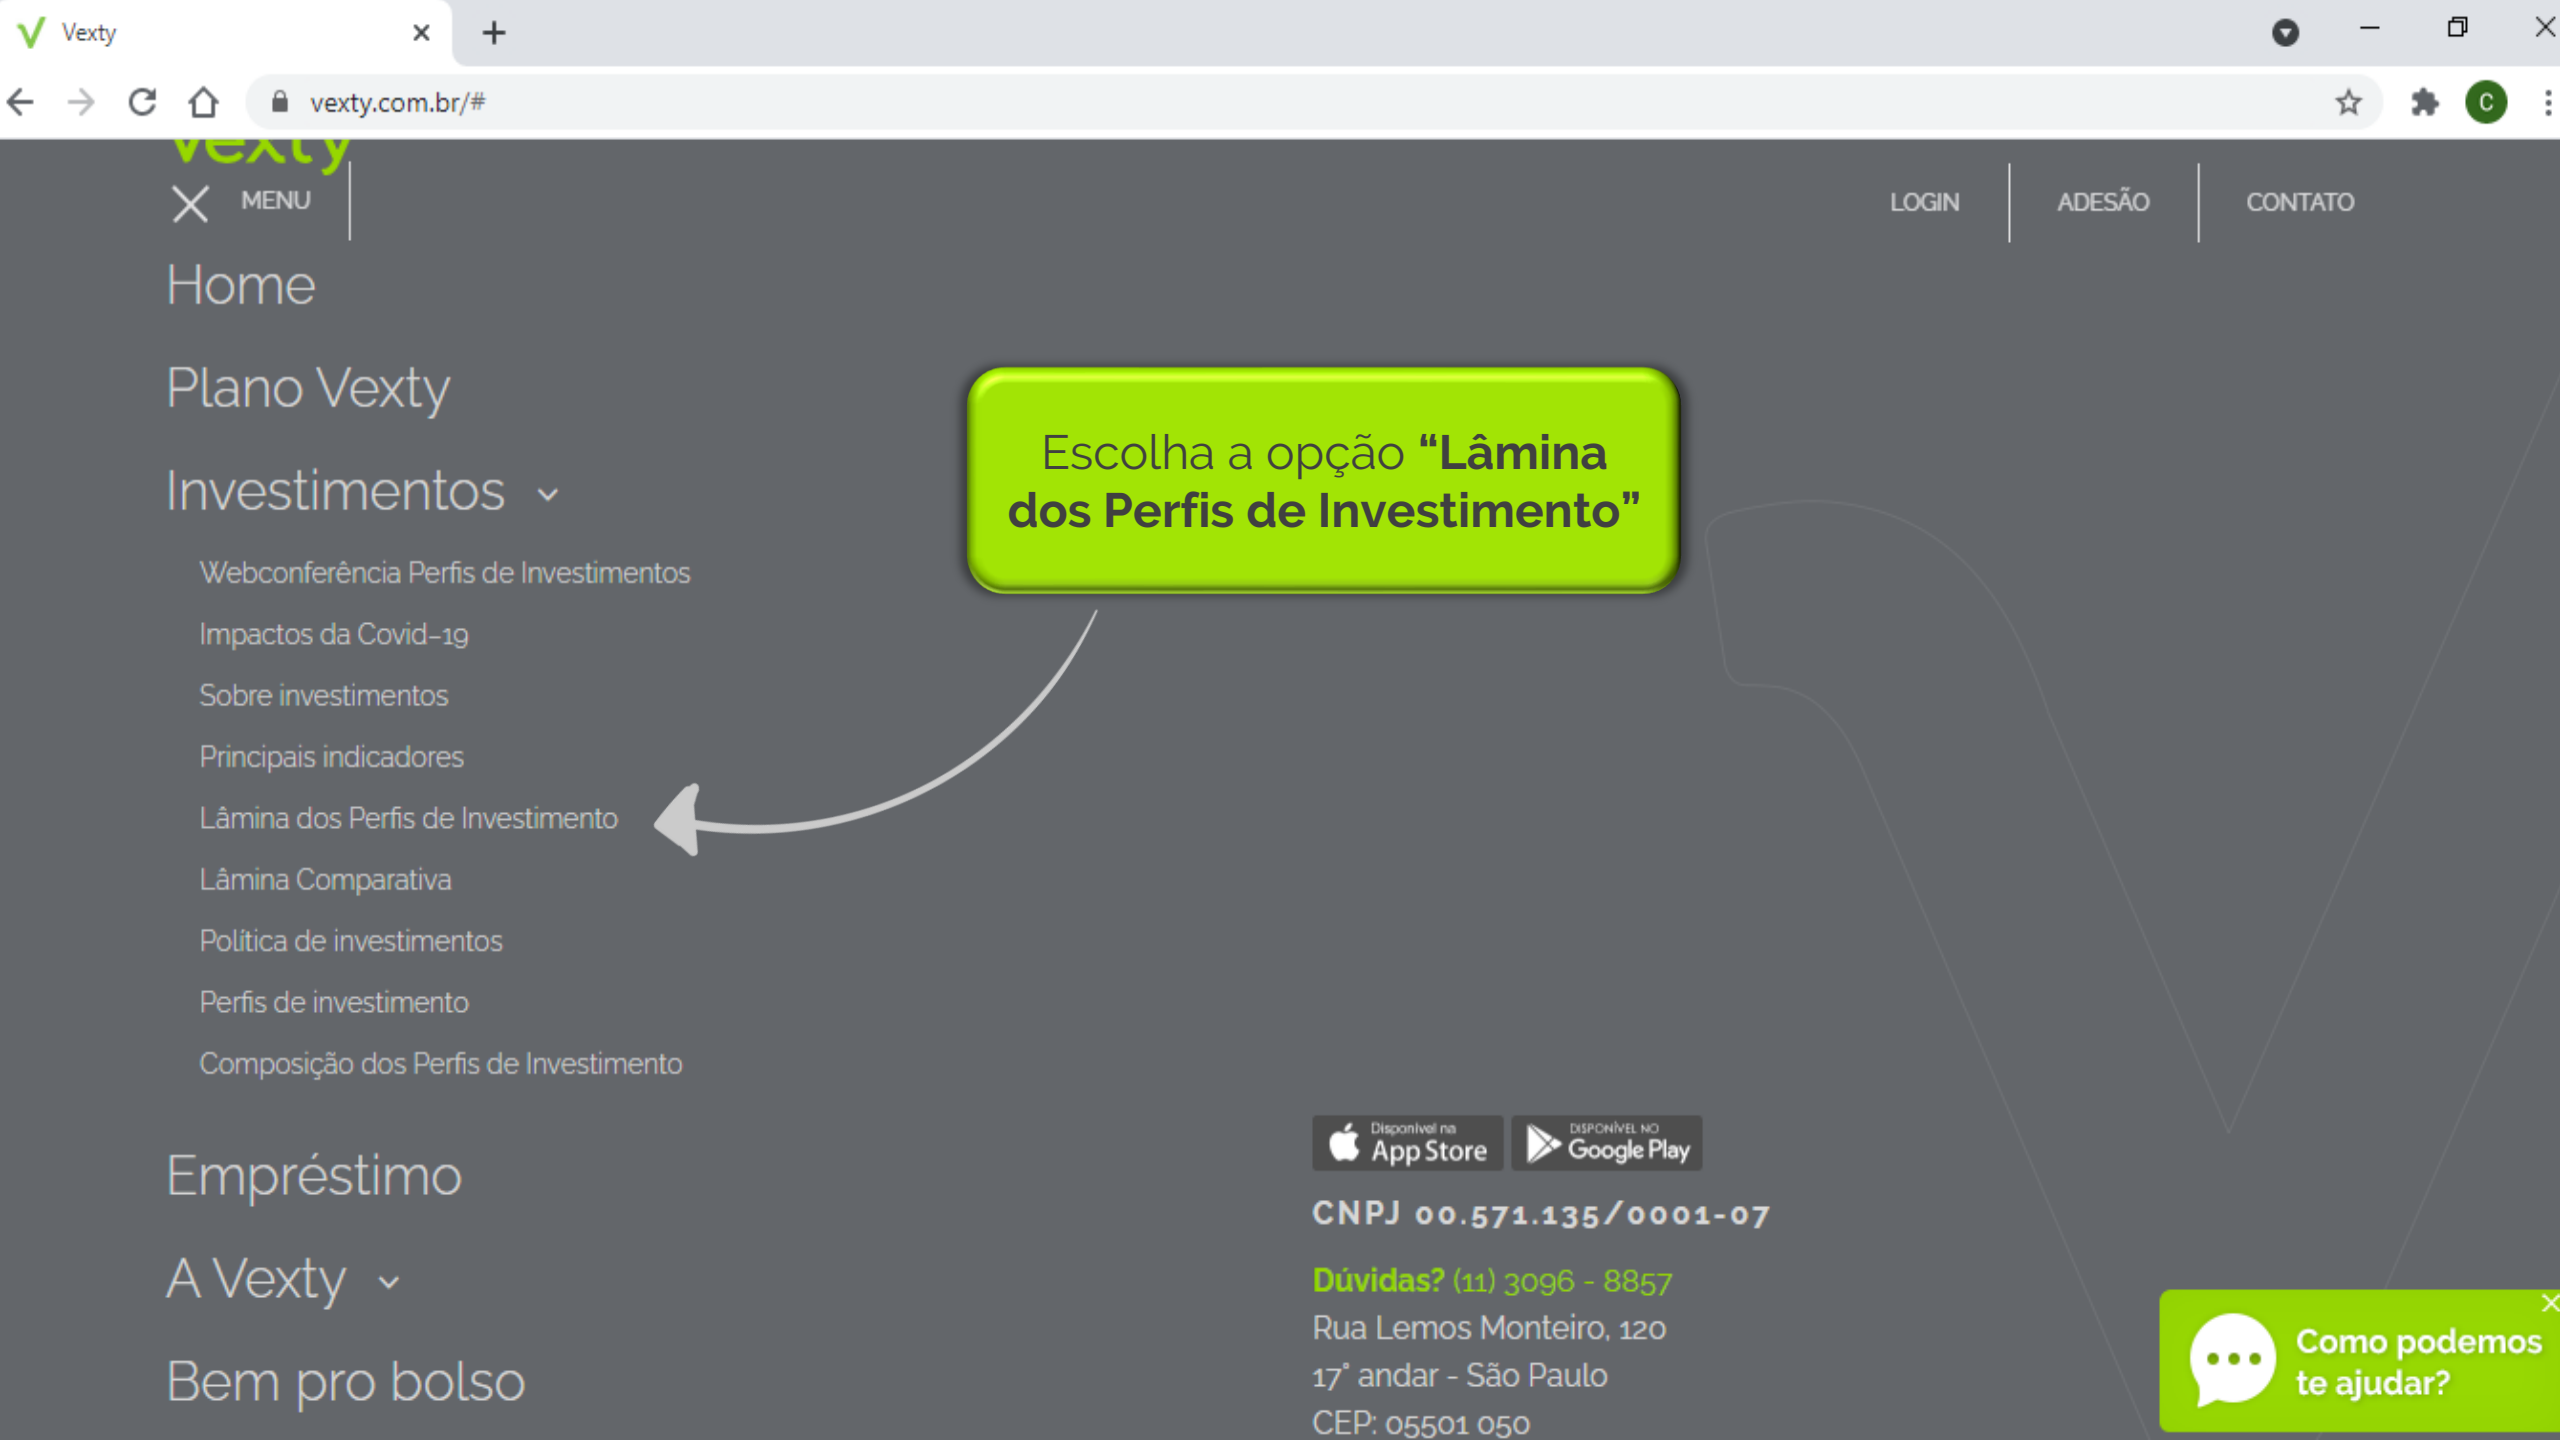 Vexty
vexty.com.br/#
C
vexty
MENU
LOGIN
ADESÃO
CONTATO
Home
Plano Vexty
Investimentos
Webconferência Perfis de Investimentos
Impactos da Covid-19
Sobre investimentos
Principais indicadores
Lâmina dos Perfis de Investimento
Lâmina Comparativa
Política de investimentos
Perfis de investimento
Composição dos Perfis de Investimento
Empréstimo
A Vexty
Bem pro bolso
Escolha a opção “Lâmina
dos Perfis de Investimento”
Disponível na
App Store
DISPONÍVEL NO
Google Play
CNPJ 00.571.135/0001-07
Dúvidas? (11) 3096 - 8857
Rua Lemos Monteiro, 120
17° andar - São Paulo
CEP: 05501 050
Como podemos
te ajudar?